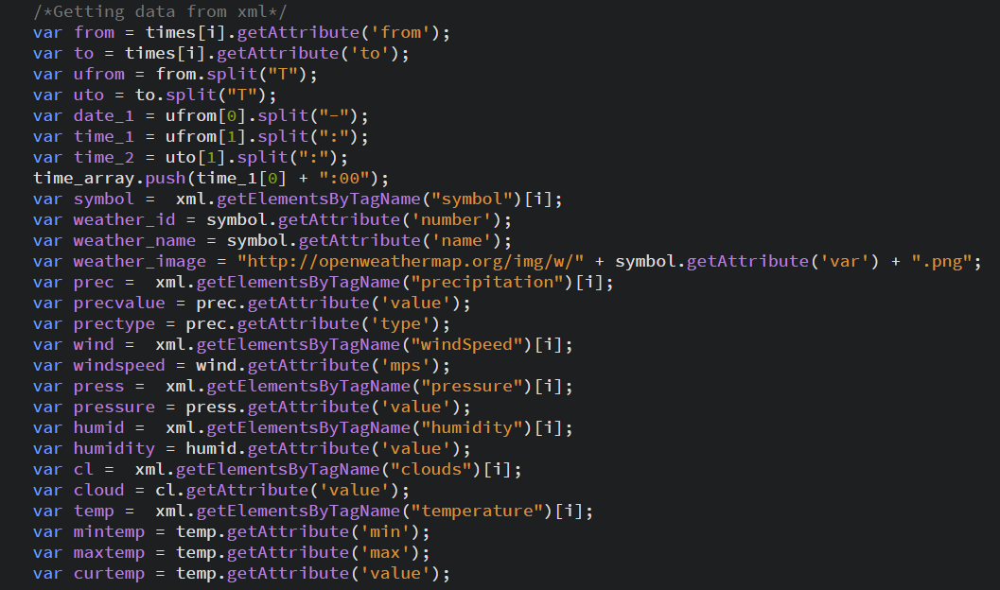 /*Getting data from xml*/
var from = times[i].getAttribute('from');
var to = times[i].getAttribute('to');
var ufrom = from.split("T");
var uto = to.split("T");
var date_1 = ufrom[0].split("-");
var time_1 = ufrom[1].split(":");
var time_2 = uto[1].split(":");
time_array.push(time_1[0] + ":00");
var symbol =  xml.getElementsByTagName("symbol")[i];
var weather_id = symbol.getAttribute('number');
var weather_name = symbol.getAttribute('name');
var weather_image = "http://openweathermap.org/img/w/" + symbol.getAttribute('var') + ".png";
var prec =  xml.getElementsByTagName("precipitation")[i];
var precvalue = prec.getAttribute('value');
var prectype = prec.getAttribute('type');
var wind =  xml.getElementsByTagName("windSpeed")[i];
var windspeed = wind.getAttribute('mps');
var press =  xml.getElementsByTagName("pressure")[i];
var pressure = press.getAttribute('value');
var humid =  xml.getElementsByTagName("humidity")[i];
var humidity = humid.getAttribute('value');
var cl =  xml.getElementsByTagName("clouds")[i];
var cloud = cl.getAttribute('value');
var temp =  xml.getElementsByTagName("temperature")[i];
var mintemp = temp.getAttribute('min');
var maxtemp = temp.getAttribute('max');
var curtemp = temp.getAttribute('value');